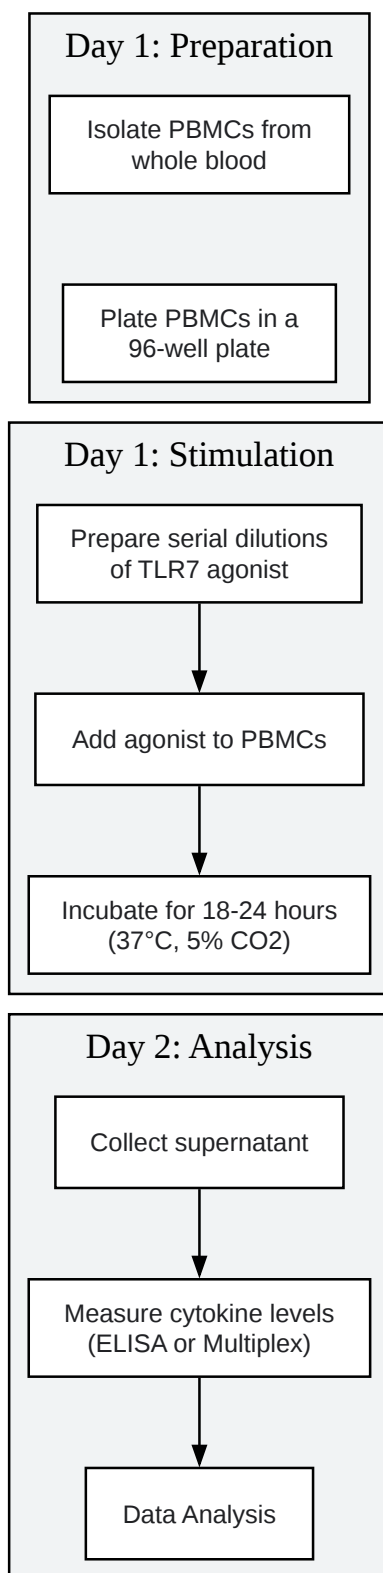 Day 1: Preparation
Isolate PBMCs from
whole blood
Plate PBMCs in a
96-well plate
Day 1: Stimulation
Prepare serial dilutions
of TLR7 agonist
Add agonist to PBMCs
Incubate for 18-24 hours
(37°C, 5% CO2)
Day 2: Analysis
Collect supernatant
Measure cytokine levels
(ELISA or Multiplex)
Data Analysis